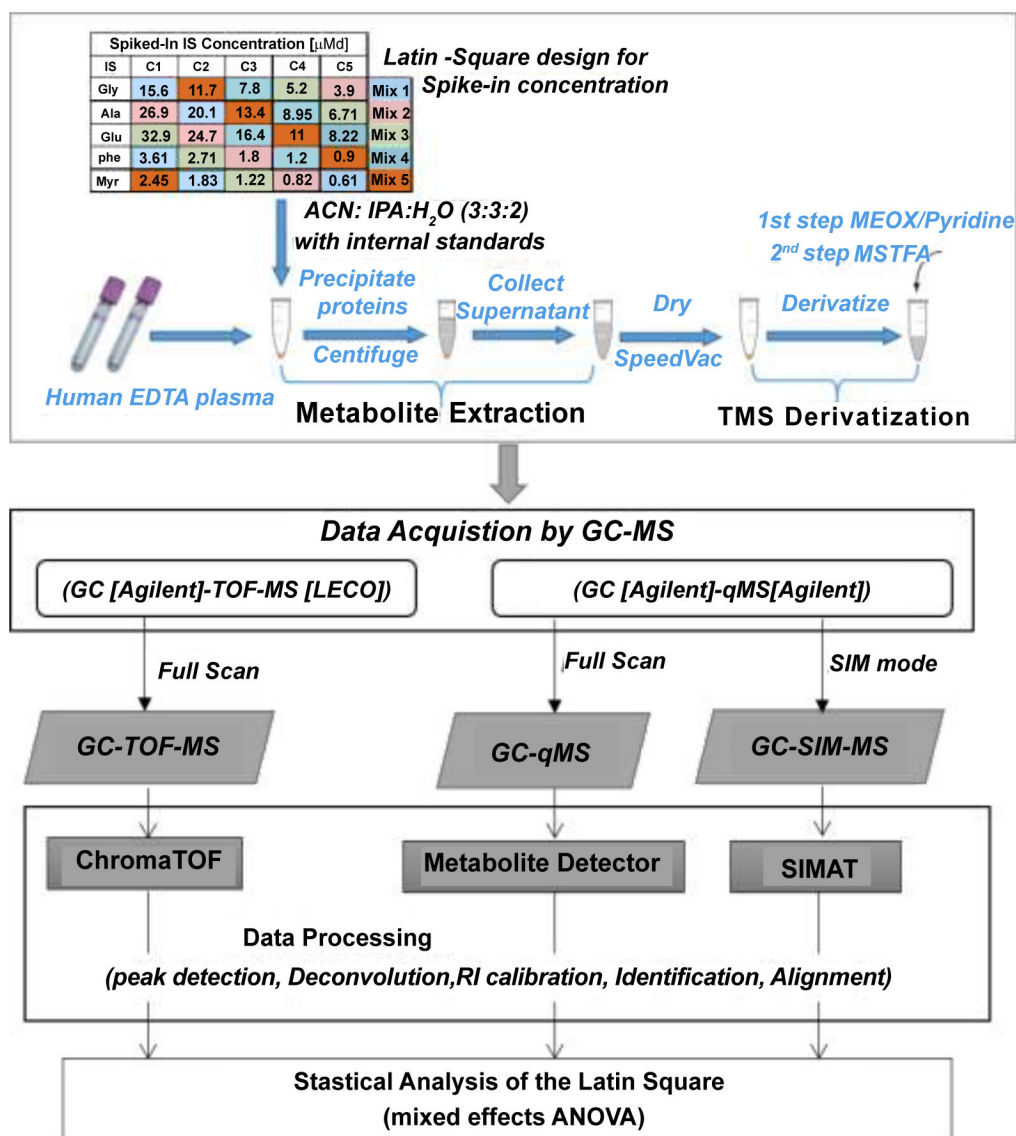 Spiked-In IS Concentration [μMd]
IS C1 C2 C3 C4 C5
Gly 15.6 11.7 7.8 5.2 3.9 Mix 1
Ala 26.9 20.1 13.4 8.95 6.71 Mix 2
Glu 32.9 24.7 16.4 11 8.22 Mix 3
phe 3.61 2.71 1.8 1.2 0.9 Mix 4
Myr 2.45 1.83 1.22 0.82 0.61 Mix 5
Latin -Square design for
Spike-in concentration
ACN: IPA:H₂O (3:3:2)
with internal standards
1st step MEOX/Pyridine
2nd step MSTFA
Human EDTA plasma
Precipitate
proteins
Centifuge
Collect
Supernatant
Dry
SpeedVac
Derivatize
Metabolite Extraction
TMS Derivatization
Data Acquistion by GC-MS
(GC [Agilent]-TOF-MS [LECO])
(GC [Agilent]-qMS[Agilent])
Full Scan
Full Scan
SIM mode
GC-TOF-MS
GC-qMS
GC-SIM-MS
ChromaTOF
Metabolite Detector
SIMAT
Data Processing
(peak detection, Deconvolution,RI calibration, Identification, Alignment)
Stastical Analysis of the Latin Square
(mixed effects ANOVA)